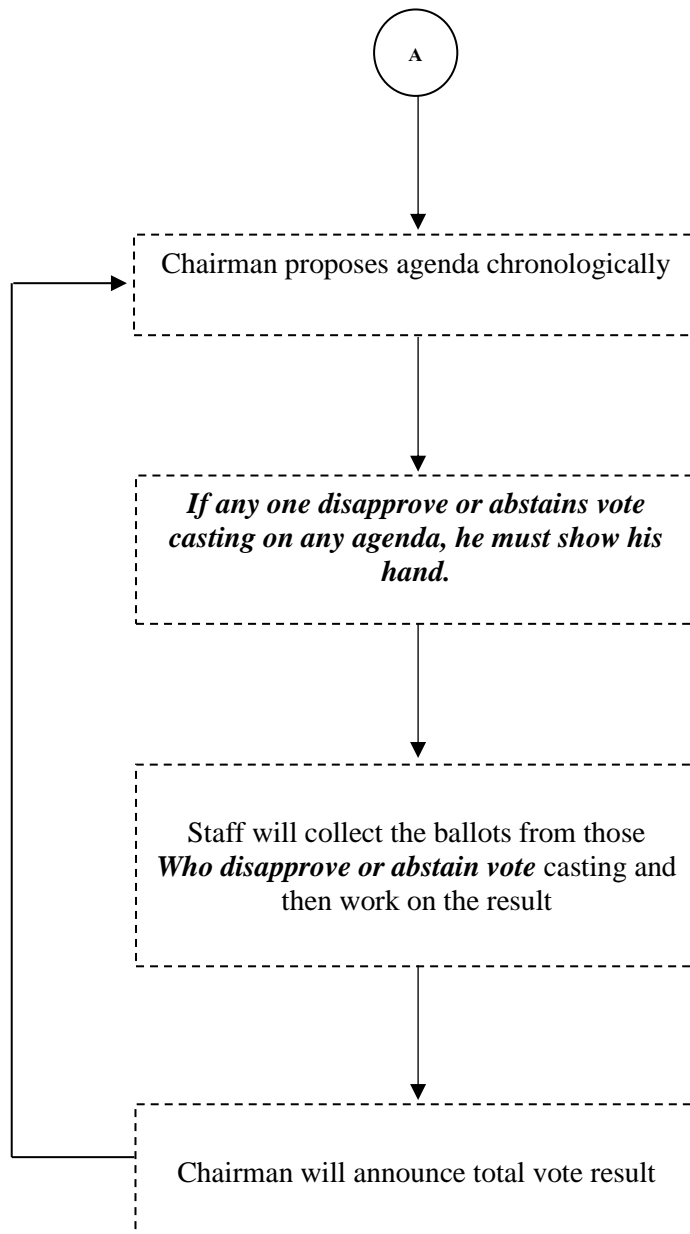 A
Chairman proposes agenda chronologically
If any one disapprove or abstains vote
casting on any agenda, he must show his
hand.
Staff will collect the ballots from those
Who disapprove or abstain vote casting and
then work on the result
Chairman will announce total vote result